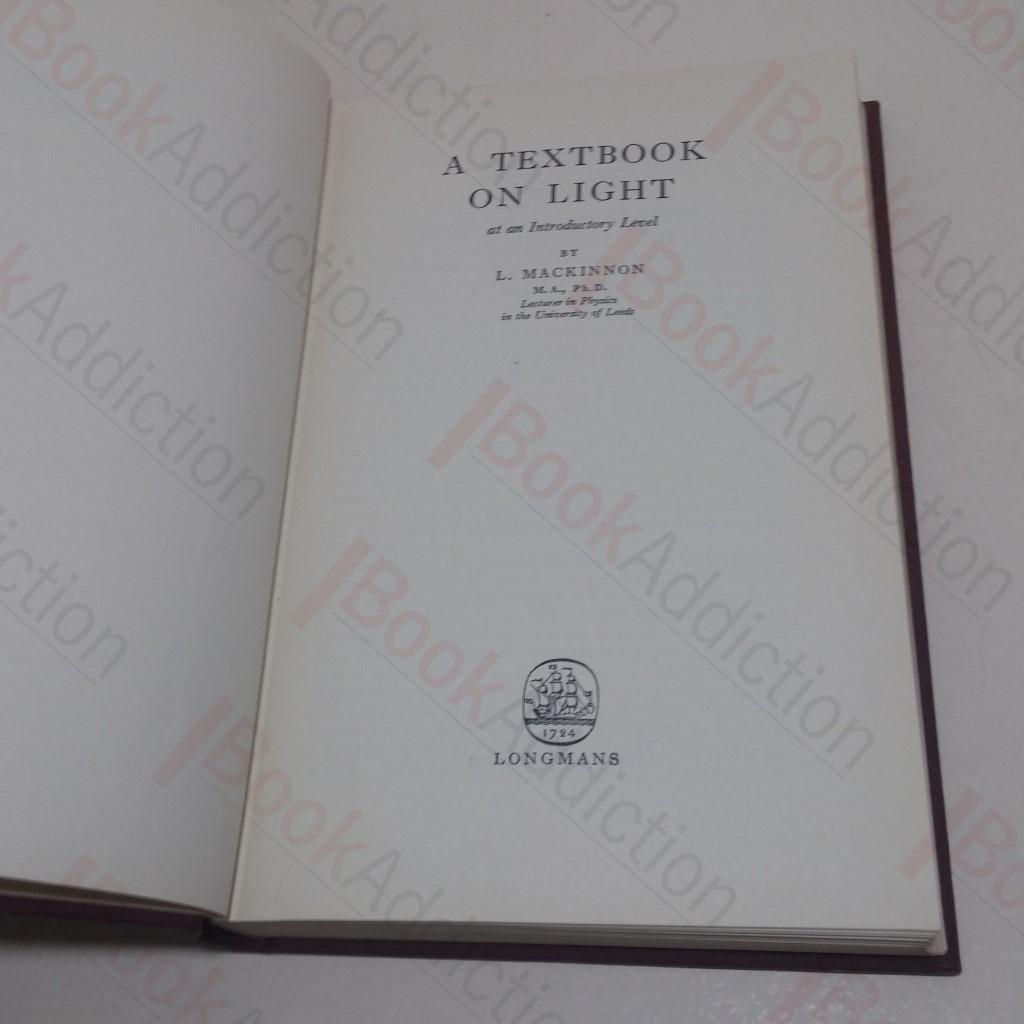 A TEXTBOOK
ON LIGHT
at an Introductory Level
BY
L. MACKINNON
M.A., Ph.D.
Lecturer in Physics
in the University of Leeds
1724
LONGMANS
BookAddiction